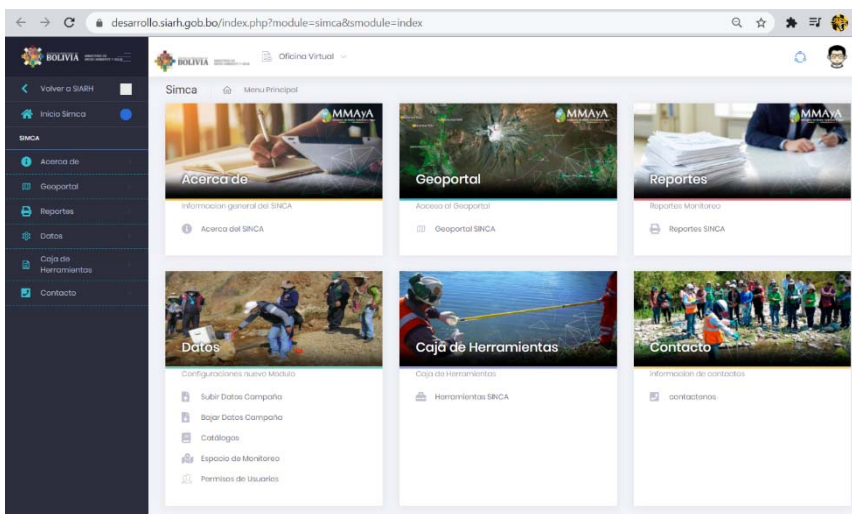 desarrollo.siarh.gob.bo/index.php?module=simca&smodule=index
BOLIVIA
Volver a SIARH
Inicio Simca
SIMCA
Acerca de
Geoportal
Reportes
Datos
Caja de
Herramientas
Contacto
BOLIVIA
Oficina Virtual
Simca
Menu Principal
MMAyA
Acerca de
Informacion general del SINCA
Acerca del SINCA
MMAyA
Geoportal
Acceso al Geoportal
Geoportal SINCA
MMAyA
Reportes
Reportes Monitoreo
Reportes SINCA
Datos
Configuraciones nuevo Modulo
Subir Datos Campaña
Bajar Datos Campaña
Catálogos
Espacio de Monitoreo
Permisos de Usuarios
Caja de Herramientas
Caja de Herramientas
Herramientas SINCA
Contacto
Informacion de contactos
contactonos